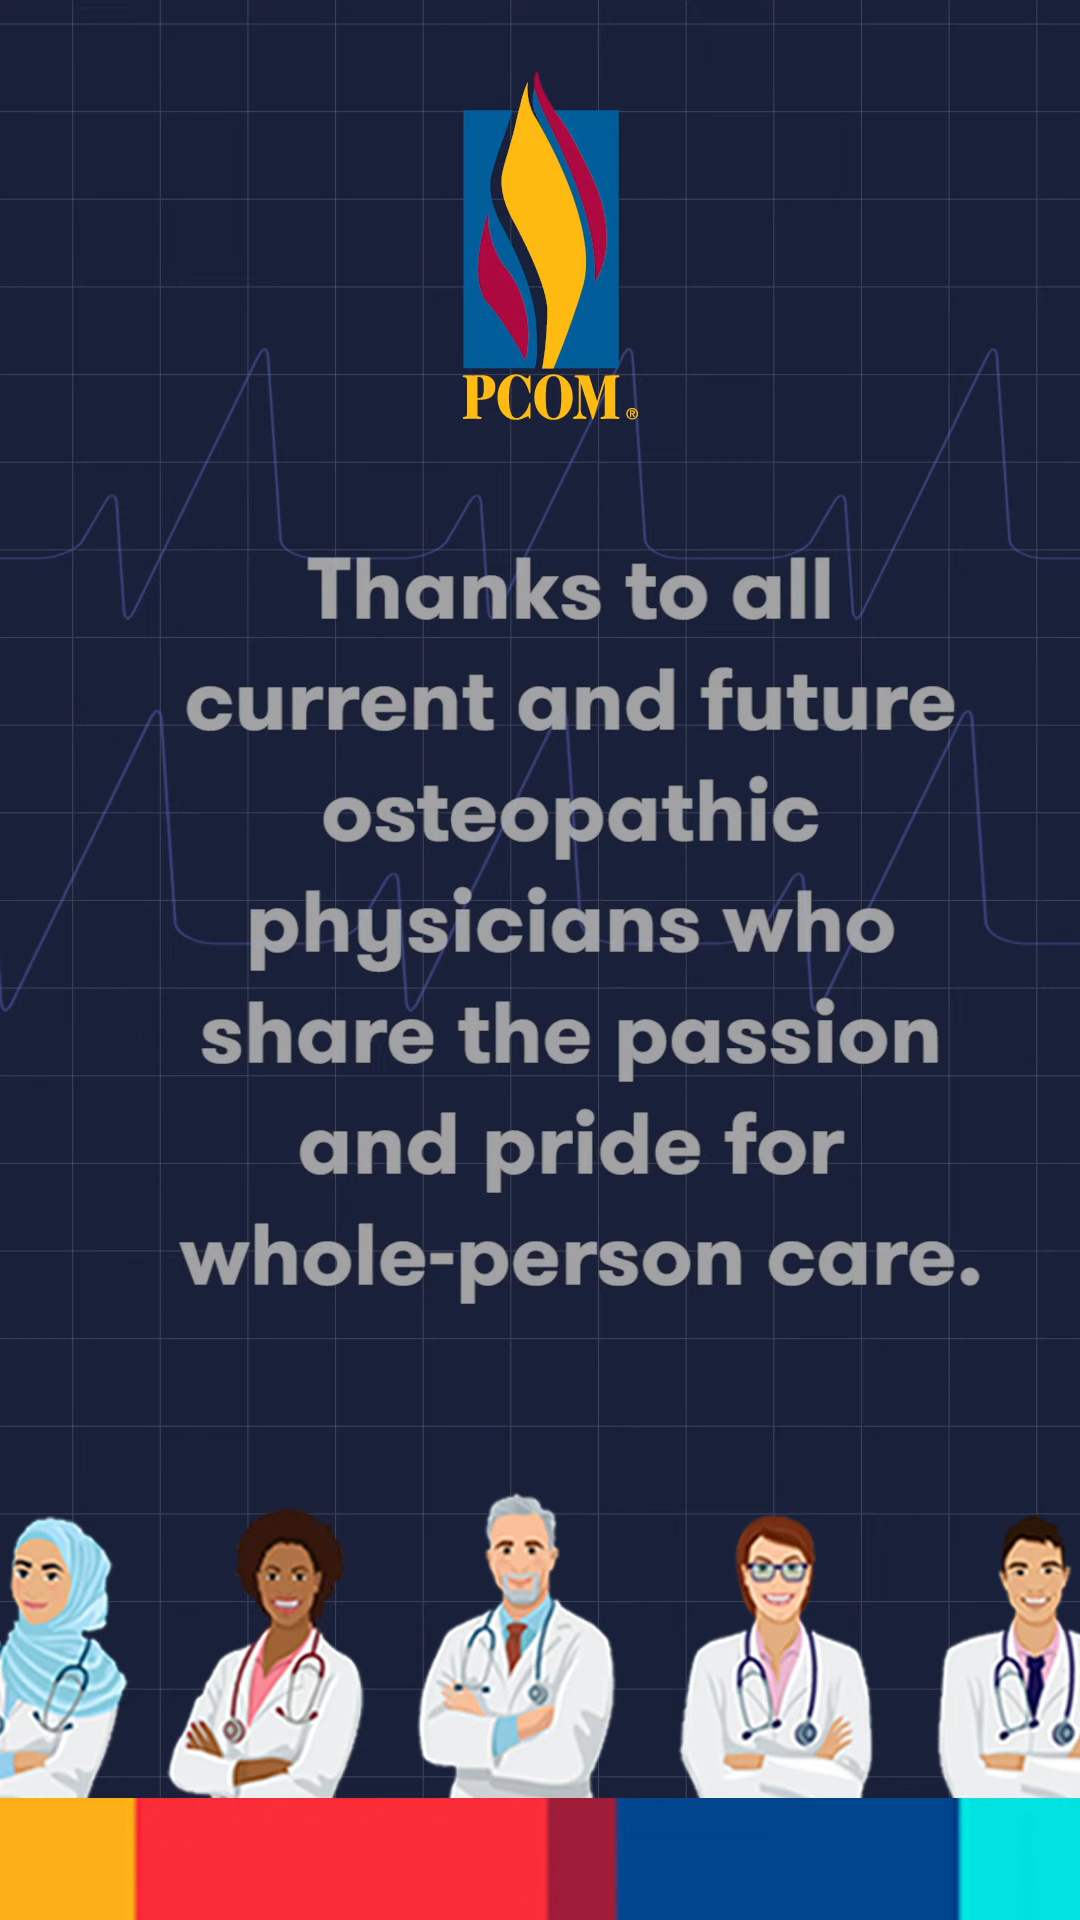 PCOM®
Thanks to all
current and future
osteopathic
physicians who
share the passion
and pride for
whole-person care.